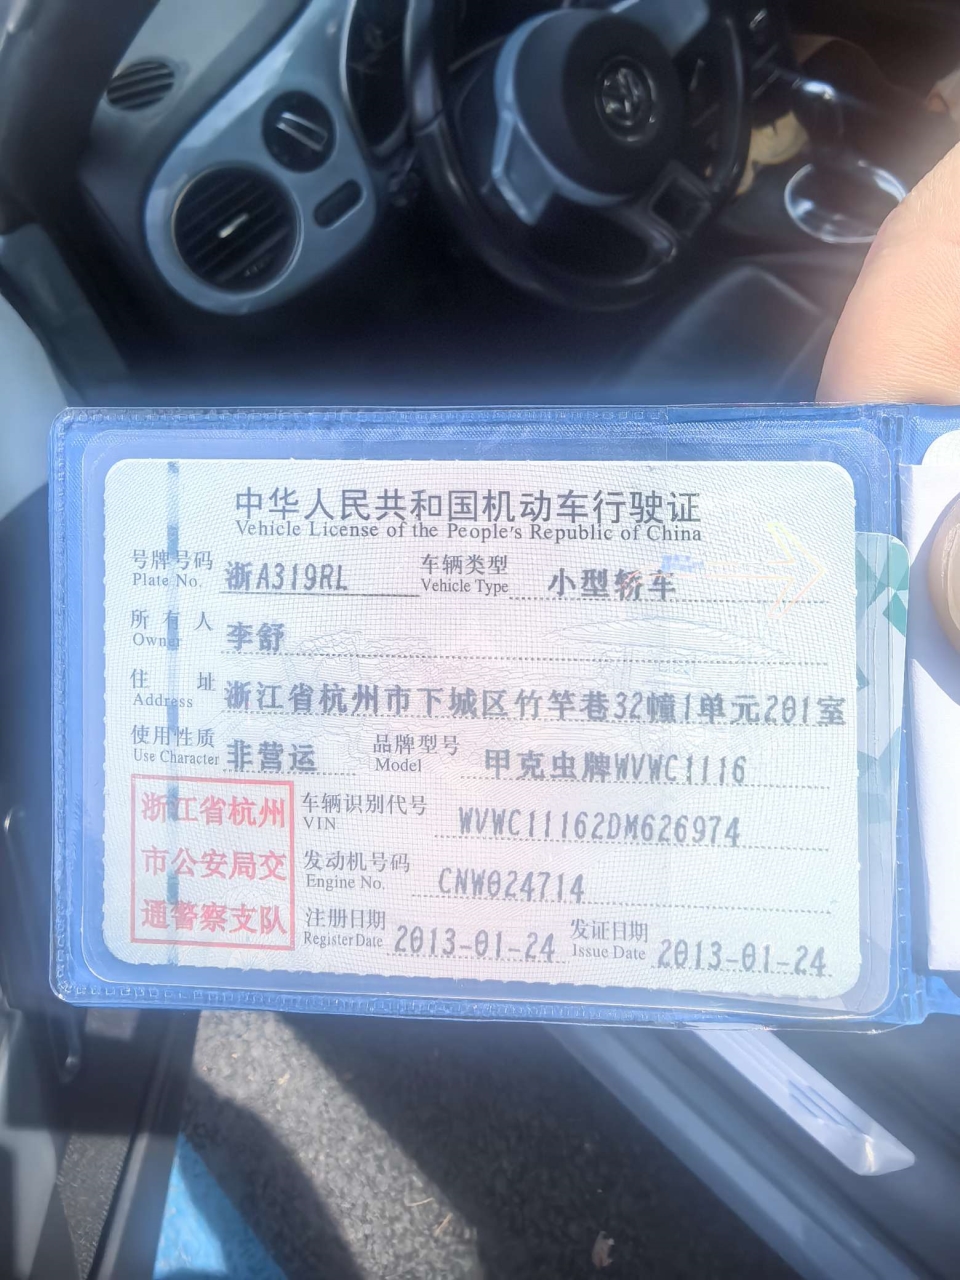 中华人民共和国机动车行驶证
Vehicle License of the People's Republic of China
号牌号码 浙A319RL 车辆类型 小型轿车
Plate No. Vehicle Type
所有人 李舒
Owner
住址 浙江省杭州市下城区竹竿巷32幢1单元201室
Address
使用性质 非营运 品牌型号 甲克虫牌WVWC1116
Use Character Model
浙江省杭州
市公安局交
通警察支队
车辆识别代号 WVWC11162DM626974
VIN
发动机号码 CNW024714
Engine No.
注册日期 2013-01-24 发证日期 2013-01-24
Register Date Issue Date